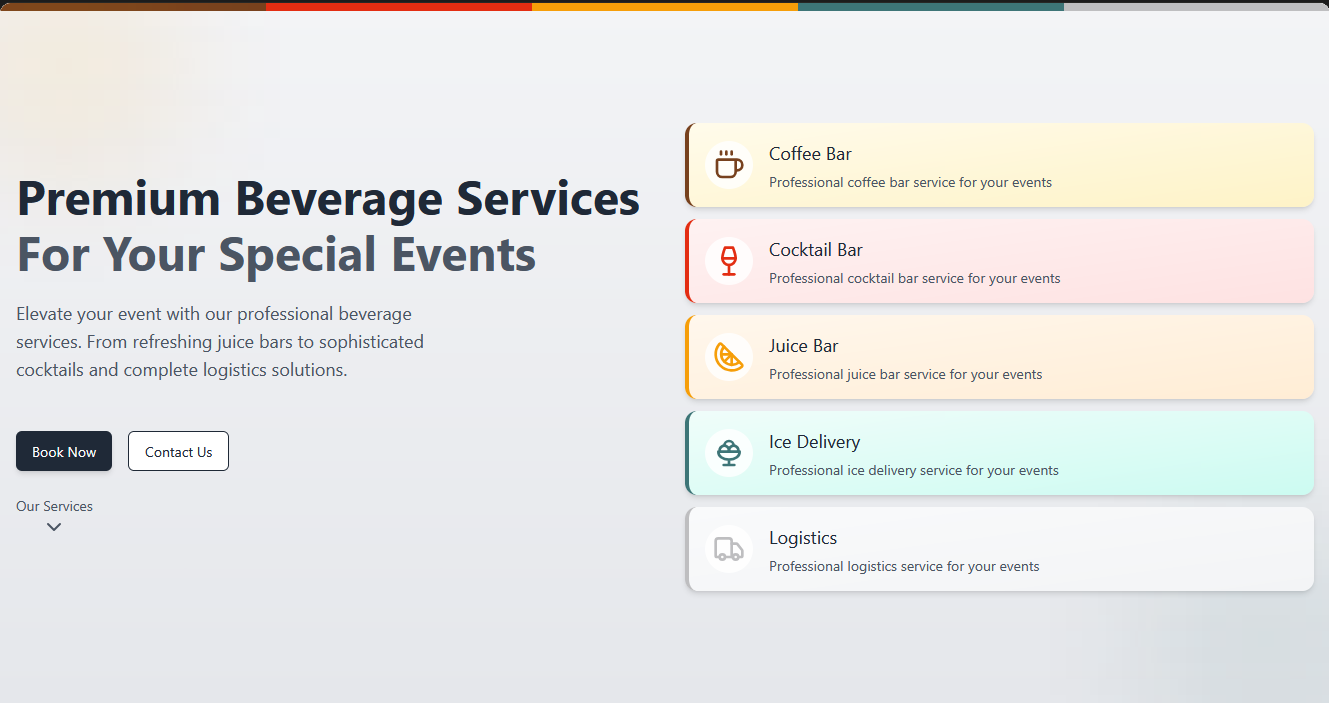 Premium Beverage Services
For Your Special Events
Elevate your event with our professional beverage
services. From refreshing juice bars to sophisticated
cocktails and complete logistics solutions.
Book Now
Contact Us
Our Services
Coffee Bar
Professional coffee bar service for your events
Cocktail Bar
Professional cocktail bar service for your events
Juice Bar
Professional juice bar service for your events
Ice Delivery
Professional ice delivery service for your events
Logistics
Professional logistics service for your events